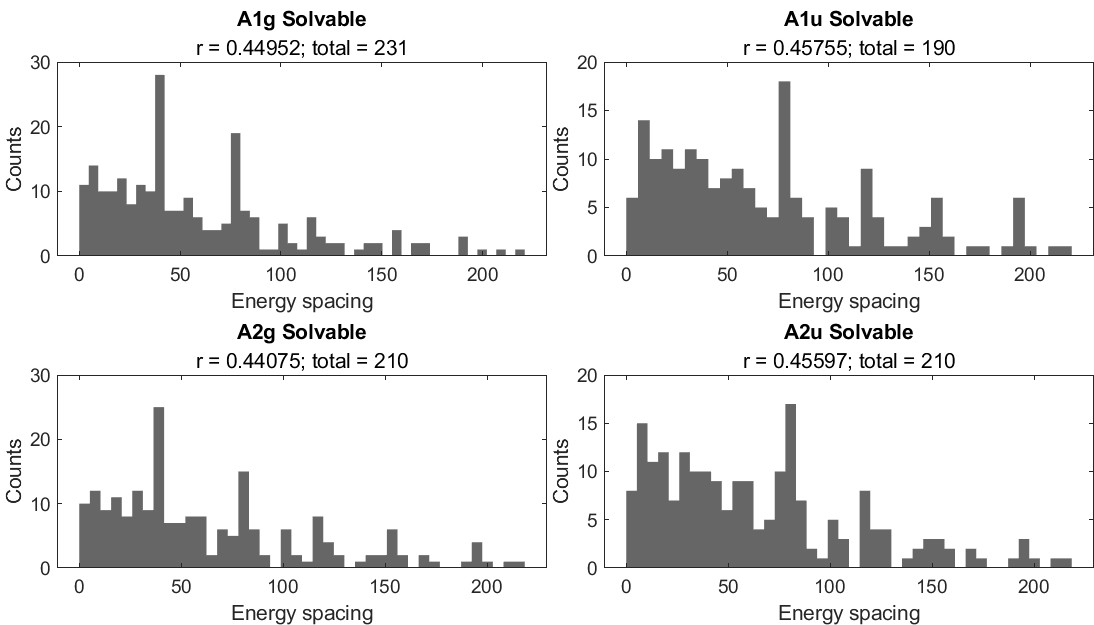 A1g Solvable
r = 0.44952; total = 231
30
20
10
0
Counts
0 50 100 150 200
Energy spacing
A1u Solvable
r = 0.45755; total = 190
20
15
10
5
0
Counts
0 50 100 150 200
Energy spacing
A2g Solvable
r = 0.44075; total = 210
30
20
10
0
Counts
0 50 100 150 200
Energy spacing
A2u Solvable
r = 0.45597; total = 210
20
15
10
5
0
Counts
0 50 100 150 200
Energy spacing